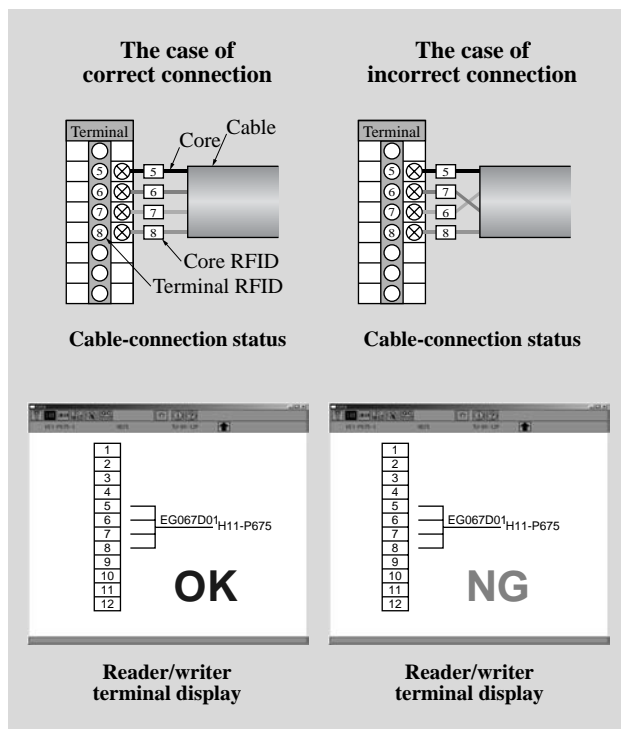 The case of
correct connection
Terminal
Core
Cable
5 5
6 6
7 7
8 8
Core RFID
Terminal RFID
Cable-connection status
The case of
incorrect connection
Terminal
5 5
6 7
7 6
8 8
Cable-connection status
1
2
3
4
5
6
7
8
9
10
11
12
EG067D01
H11-P675
OK
Reader/writer
terminal display
1
2
3
4
5
6
7
8
9
10
11
12
EG067D01
H11-P675
NG
Reader/writer
terminal display